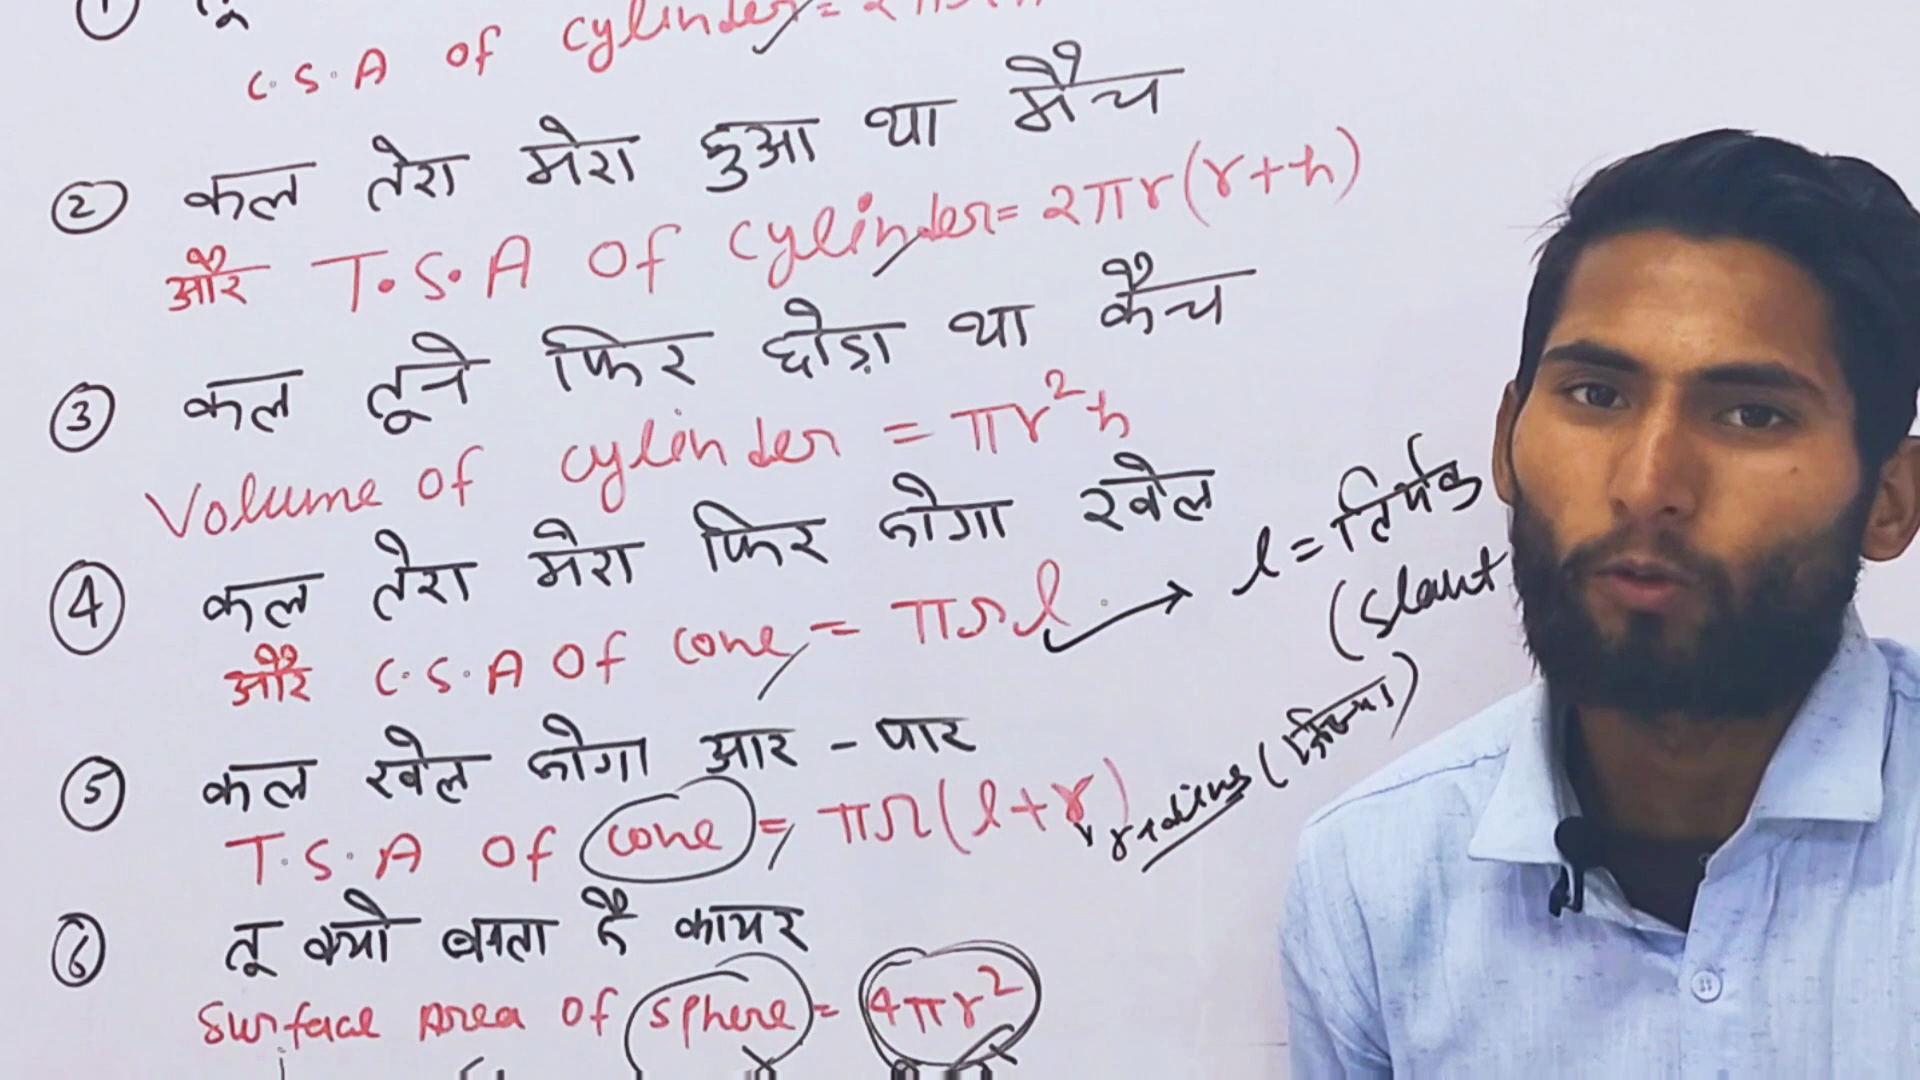 C.S.A of cylinder =
② कल तेरा मेरा हुआ था मैच
और T.S.A of cylinder = 2πr(r+h)
③ कल तूने फिर छोड़ा था कैच
Volume of cylinder = πr²h
④ कल तेरा मेरा फिर होगा खेल
और C.S.A of cone = πrl → l = तिर्यक
(slant
⑤ कल खेल होगा आर - पार
T.S.A of cone = πr(l+r) radius (त्रिज्या)
⑥ तू क्यों बनता है कायर
Surface Area of sphere = 4πr²